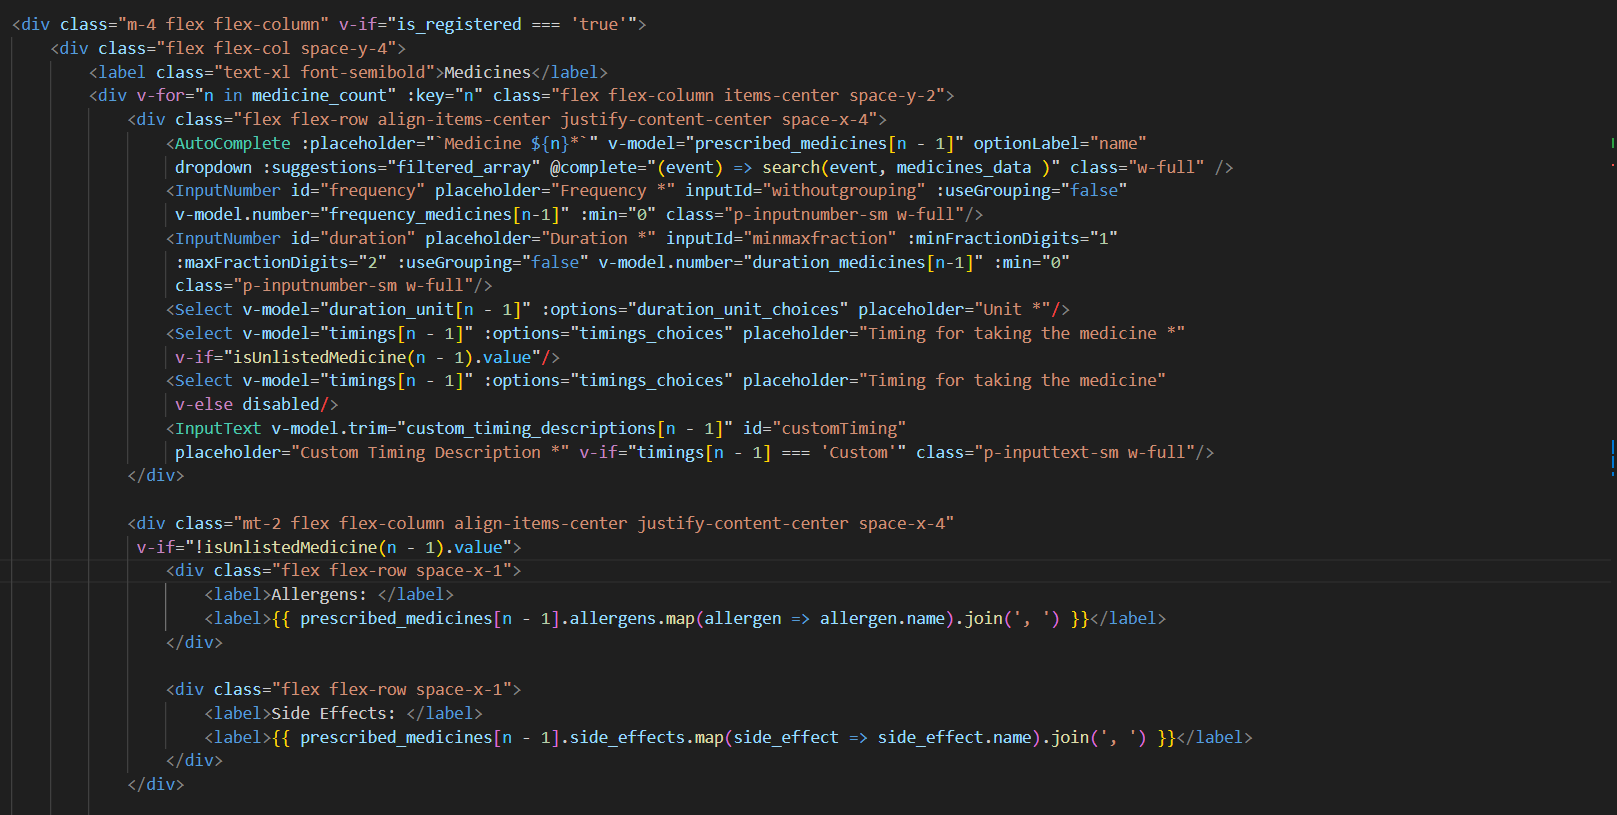 <div class="m-4 flex flex-column" v-if="is_registered === 'true'">
<div class="flex flex-col space-y-4">
<label class="text-xl font-semibold">Medicines</label>
<div v-for="n in medicine_count" :key="n" class="flex flex-column items-center space-y-2">
<div class="flex flex-row align-items-center justify-content-center space-x-4">
<AutoComplete :placeholder="`Medicine ${n}*`" v-model="prescribed_medicines[n - 1]" optionLabel="name"
dropdown :suggestions="filtered_array" @complete="(event) => search(event, medicines_data )" class="w-full" />
<InputNumber id="frequency" placeholder="Frequency *" inputId="withoutgrouping" :useGrouping="false"
v-model.number="frequency_medicines[n-1]" :min="0" class="p-inputnumber-sm w-full"/>
<InputNumber id="duration" placeholder="Duration *" inputId="minmaxfraction" :minFractionDigits="1"
:maxFractionDigits="2" :useGrouping="false" v-model.number="duration_medicines[n-1]" :min="0"
class="p-inputnumber-sm w-full"/>
<Select v-model="duration_unit[n - 1]" :options="duration_unit_choices" placeholder="Unit *"/>
<Select v-model="timings[n - 1]" :options="timings_choices" placeholder="Timing for taking the medicine *"
v-if="isUnlistedMedicine(n - 1).value"/>
<Select v-model="timings[n - 1]" :options="timings_choices" placeholder="Timing for taking the medicine"
v-else disabled/>
<InputText v-model.trim="custom_timing_descriptions[n - 1]" id="customTiming"
placeholder="Custom Timing Description *" v-if="timings[n - 1] === 'Custom'" class="p-inputtext-sm w-full"/>
</div>
<div class="mt-2 flex flex-column align-items-center justify-content-center space-x-4"
v-if="!isUnlistedMedicine(n - 1).value">
<div class="flex flex-row space-x-1">
<label>Allergens: </label>
<label>{{ prescribed_medicines[n - 1].allergens.map(allergen => allergen.name).join(', ') }}</label>
</div>
<div class="flex flex-row space-x-1">
<label>Side Effects: </label>
<label>{{ prescribed_medicines[n - 1].side_effects.map(side_effect => side_effect.name).join(', ') }}</label>
</div>
</div>